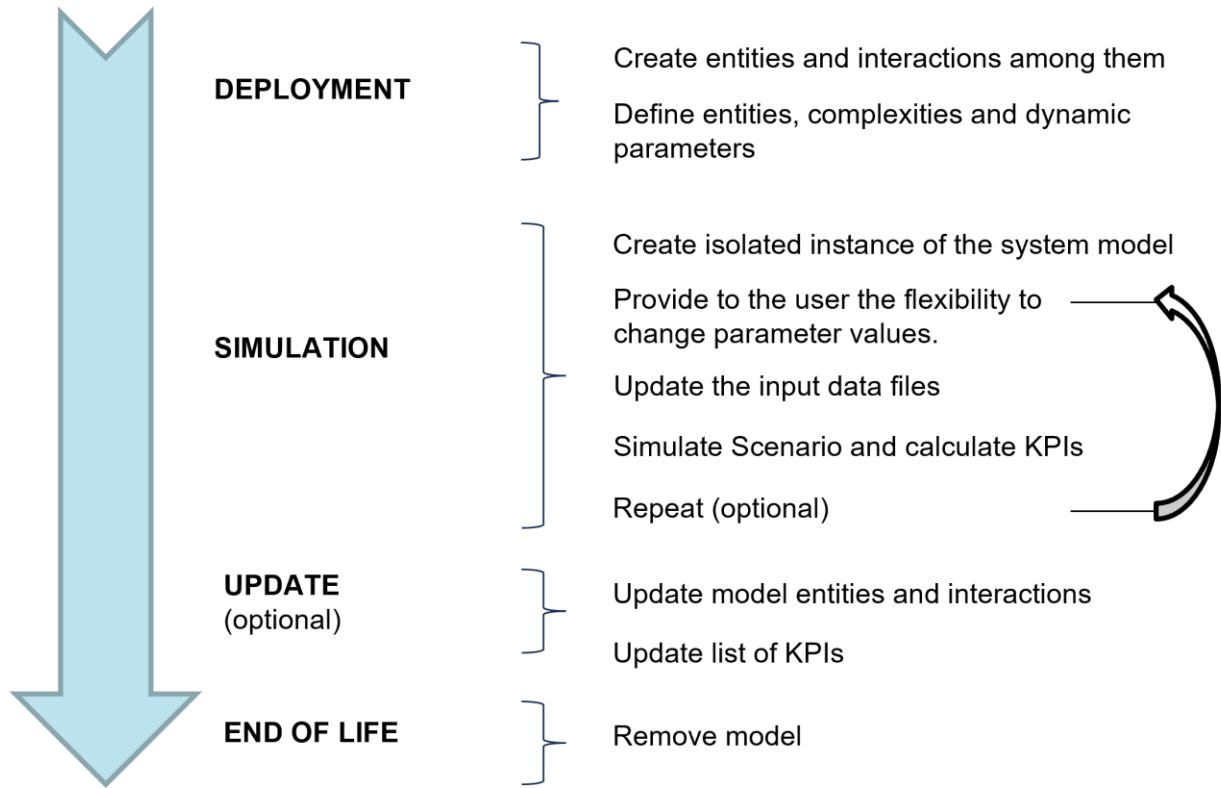 DEPLOYMENT
Create entities and interactions among them
Define entities, complexities and dynamic
parameters
SIMULATION
Create isolated instance of the system model
Provide to the user the flexibility to
change parameter values.
Update the input data files
Simulate Scenario and calculate KPIs
Repeat (optional)
UPDATE
(optional)
Update model entities and interactions
Update list of KPIs
END OF LIFE
Remove model